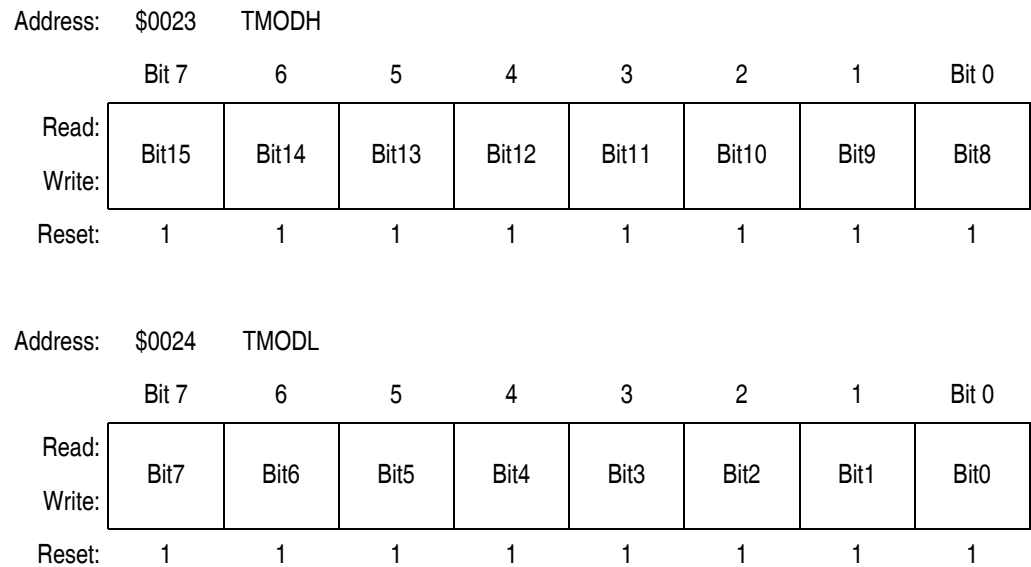 Address: $0023 TMODH
Bit 7 6 5 4 3 2 1 Bit 0
Read:
Bit15 Bit14 Bit13 Bit12 Bit11 Bit10 Bit9 Bit8
Write:
Reset: 1 1 1 1 1 1 1 1
Address: $0024 TMODL
Bit 7 6 5 4 3 2 1 Bit 0
Read:
Bit7 Bit6 Bit5 Bit4 Bit3 Bit2 Bit1 Bit0
Write:
Reset: 1 1 1 1 1 1 1 1